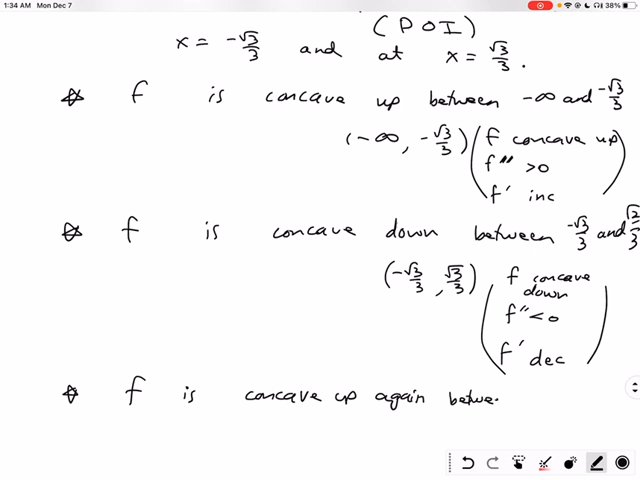 1:34 AM Mon Dec 7
38%
(POI)
x = -√3/3 and at x = √3/3.
☆ f is concave up between -∞ and -√3/3
(-∞, -√3/3) (f concave up
f'' >0
f' inc)
☆ f is concave down between -√3/3 and √3/3
(-√3/3, √3/3) (f concave
down
f'' <0
f' dec)
☆ f is concave up again betwe